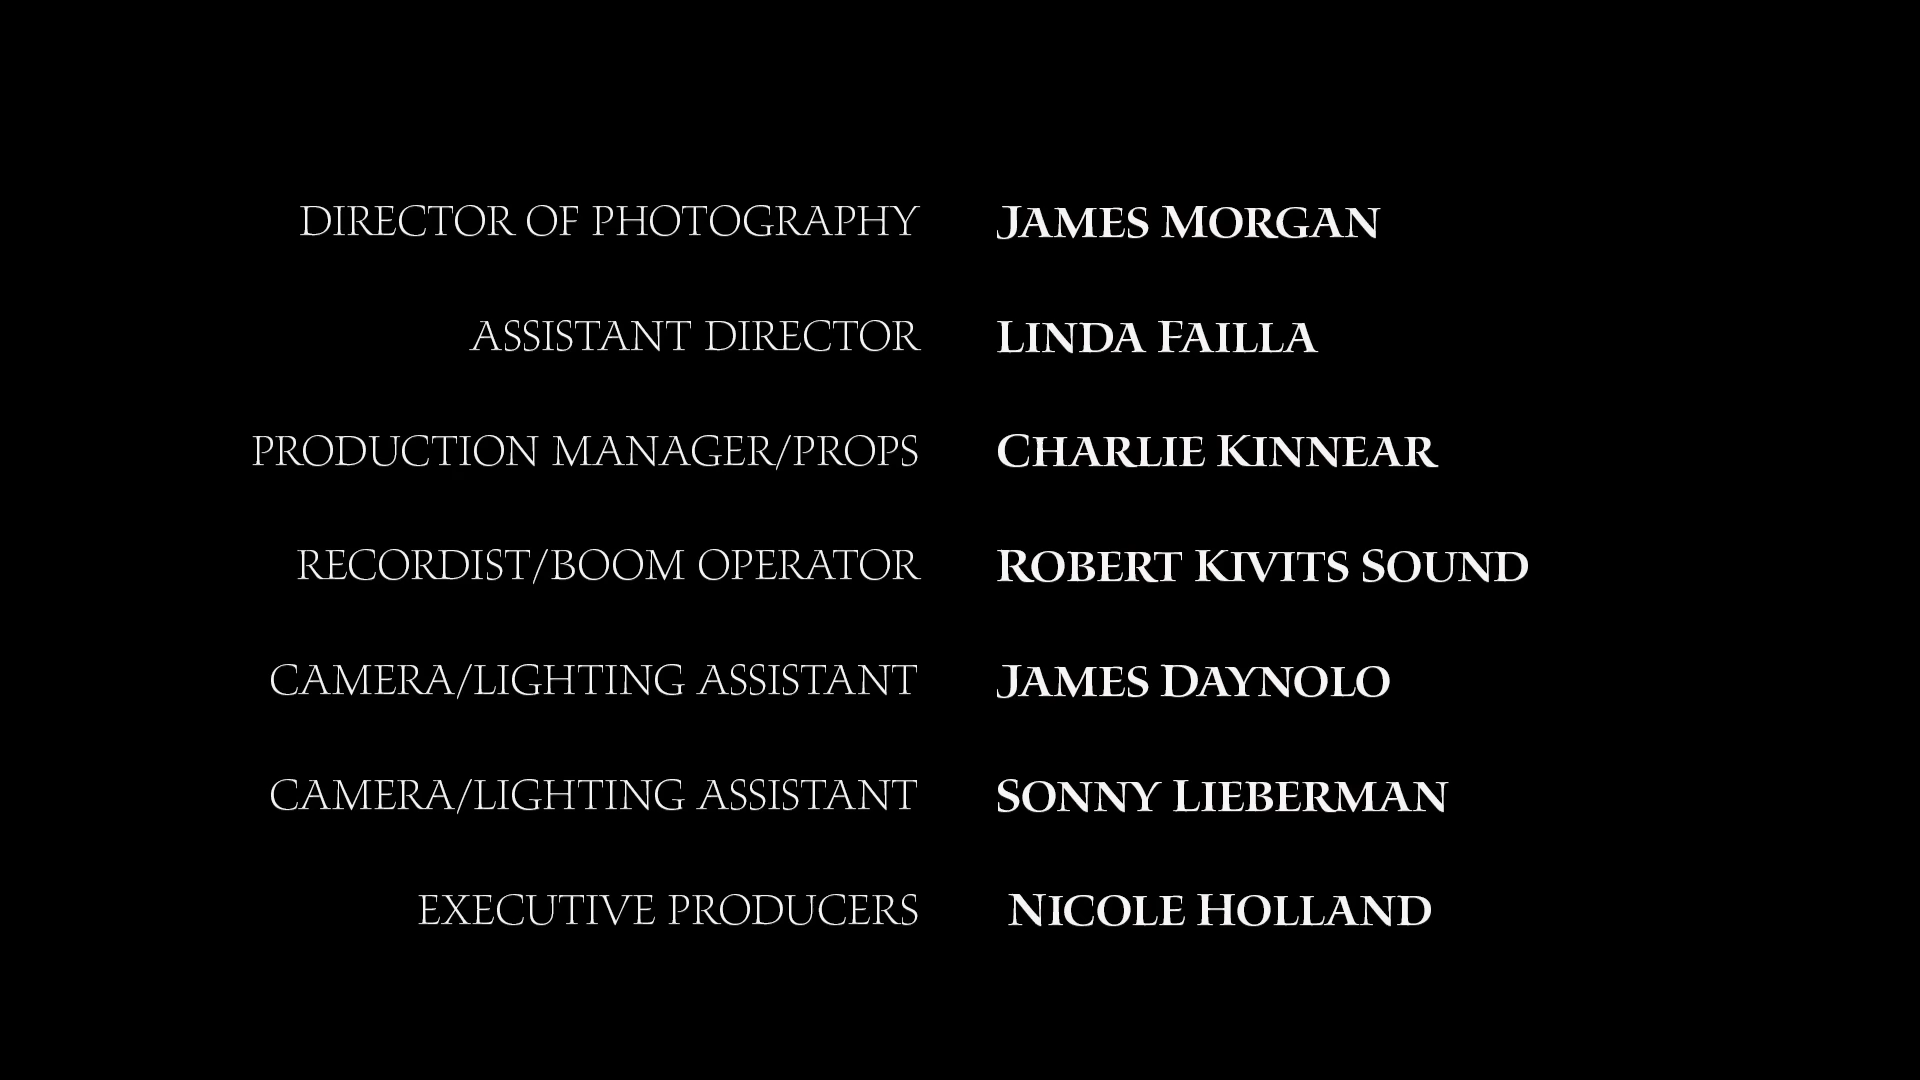 DIRECTOR OF PHOTOGRAPHY JAMES MORGAN
ASSISTANT DIRECTOR LINDA FAILLA
PRODUCTION MANAGER/PROPS CHARLIE KINNEAR
RECORDIST/BOOM OPERATOR ROBERT KIVITS SOUND
CAMERA/LIGHTING ASSISTANT JAMES DAYNOLO
CAMERA/LIGHTING ASSISTANT SONNY LIEBERMAN
EXECUTIVE PRODUCERS NICOLE HOLLAND